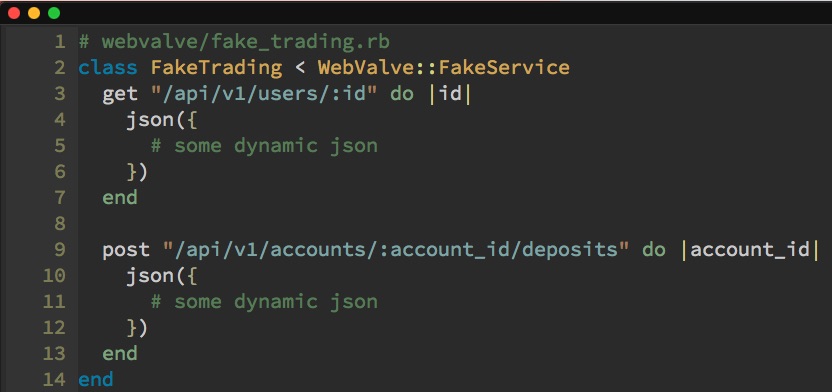 1 # webvalve/fake_trading.rb
2 class FakeTrading < WebValve::FakeService
3   get "/api/v1/users/:id" do |id|
4     json({
5       # some dynamic json
6     })
7   end
8
9   post "/api/v1/accounts/:account_id/deposits" do |account_id|
10     json({
11       # some dynamic json
12     })
13   end
14 end